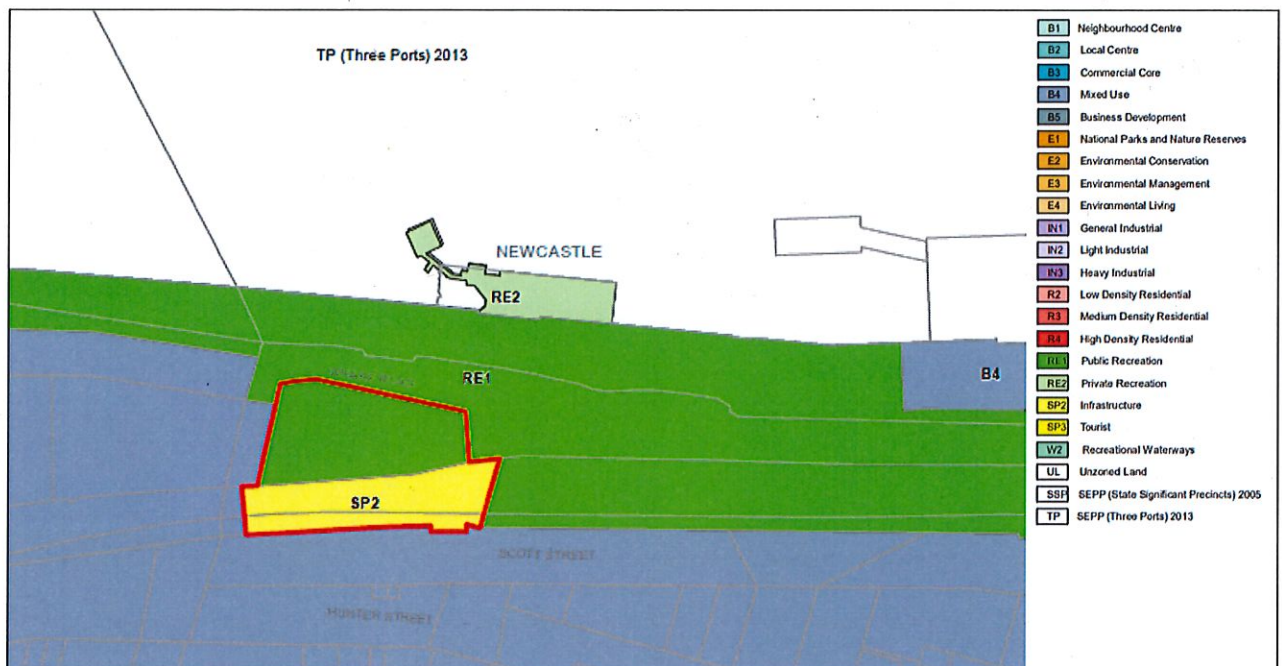 TP (Three Ports) 2013
NEWCASTLE
RE2
RE1
B4
SP2
SCOTT STREET
HUNTER STREET
B1 Neighbourhood Centre
B2 Local Centre
B3 Commercial Core
B4 Mixed Use
B5 Business Development
E1 National Parks and Nature Reserves
E2 Environmental Conservation
E3 Environmental Management
E4 Environmental Living
IN1 General Industrial
IN2 Light Industrial
IN3 Heavy Industrial
R2 Low Density Residential
R3 Medium Density Residential
R4 High Density Residential
RE1 Public Recreation
RE2 Private Recreation
SP2 Infrastructure
SP3 Tourist
W2 Recreational Waterways
UL Unzoned Land
SSP SEPP (State Significant Precincts) 2005
TP SEPP (Three Ports) 2013